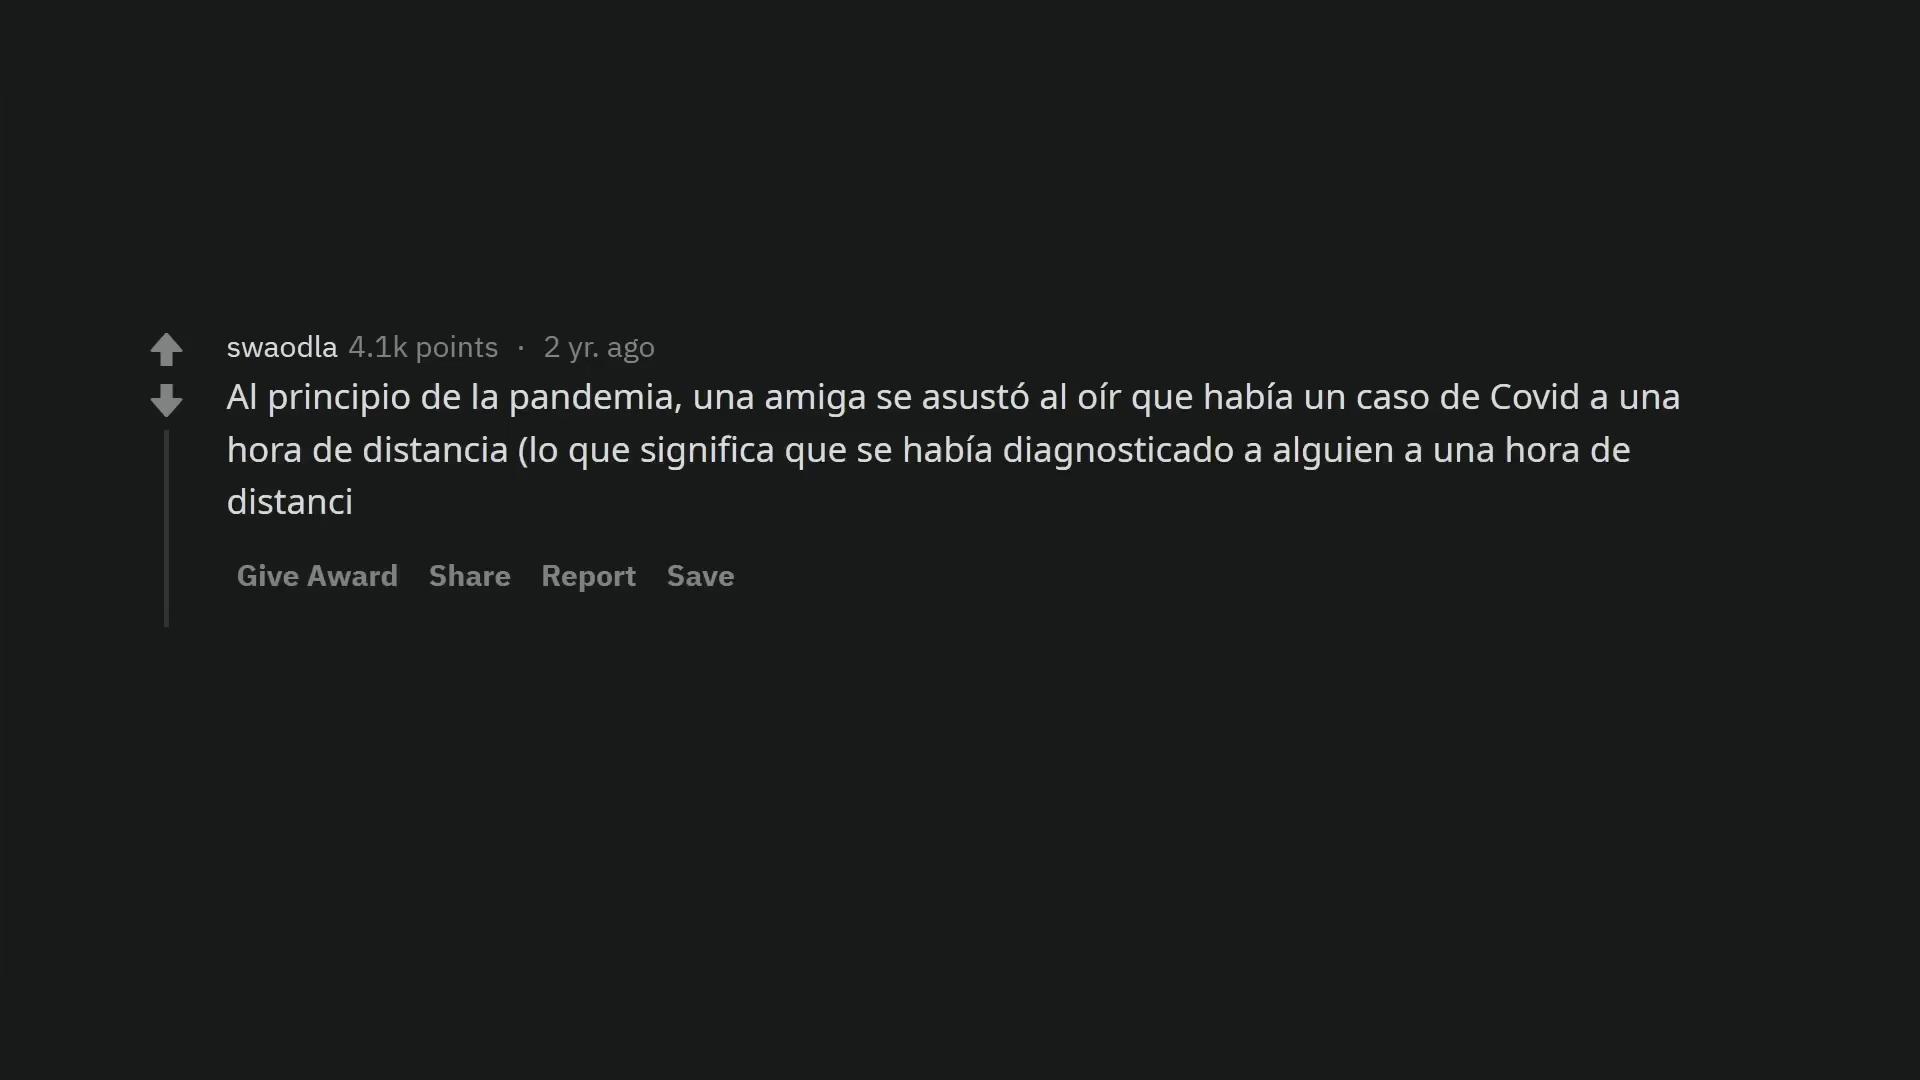 swaodla 4.1k points · 2 yr. ago
Al principio de la pandemia, una amiga se asustó al oír que había un caso de Covid a una
hora de distancia (lo que significa que se había diagnosticado a alguien a una hora de
distanci
Give Award Share Report Save